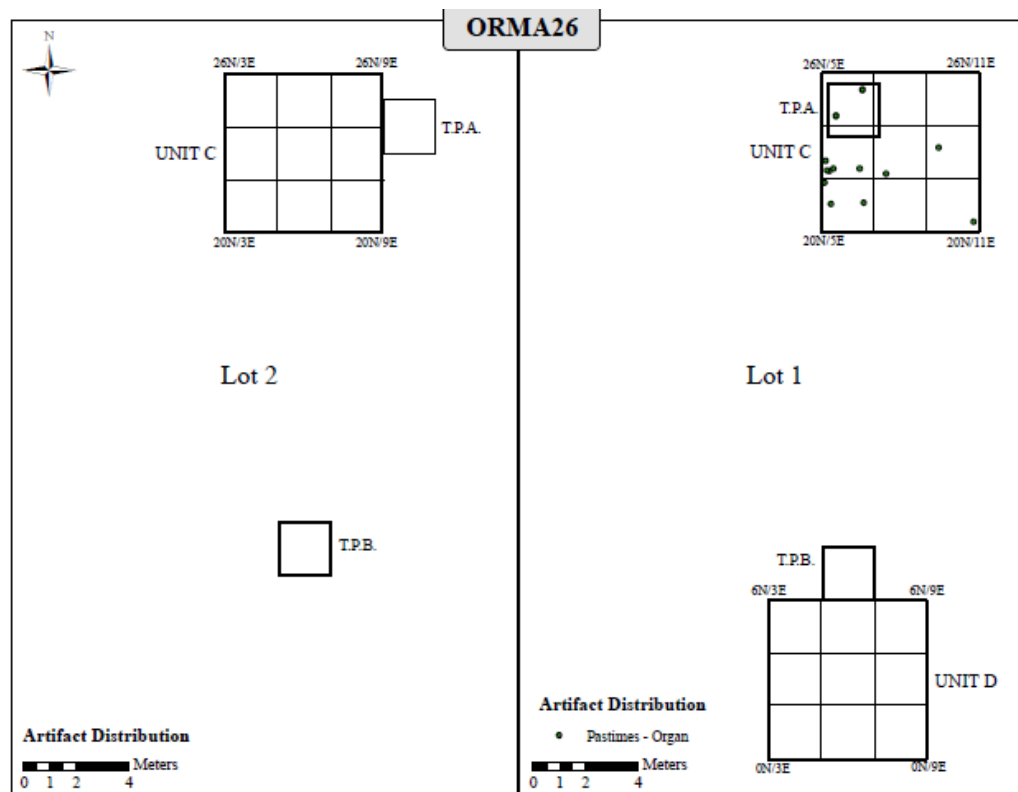 ORMA26
N
26N/3E 26N/9E
T.P.A.
UNIT C
20N/3E 20N/9E
Lot 2
T.P.B.
Artifact Distribution
Meters
0 1 2 4
26N/5E 26N/11E
T.P.A.
UNIT C
20N/5E 20N/11E
Lot 1
T.P.B.
6N/3E 6N/9E
UNIT D
0N/3E 0N/9E
Artifact Distribution
Pastimes - Organ
Meters
0 1 2 4